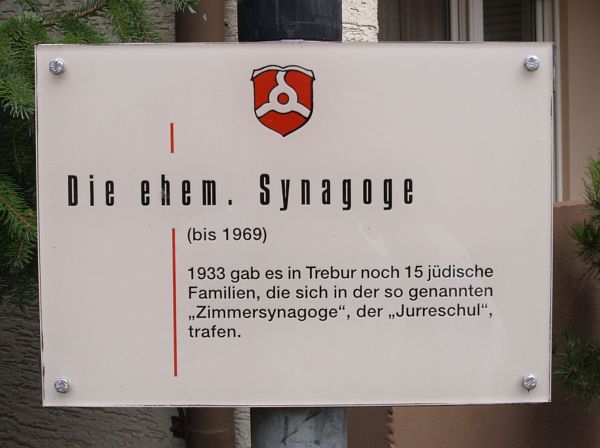 Die ehem. Synagoge
(bis 1969)
1933 gab es in Trebur noch 15 jüdische
Familien, die sich in der so genannten
„Zimmersynagoge“, der „Jurreschul“,
trafen.